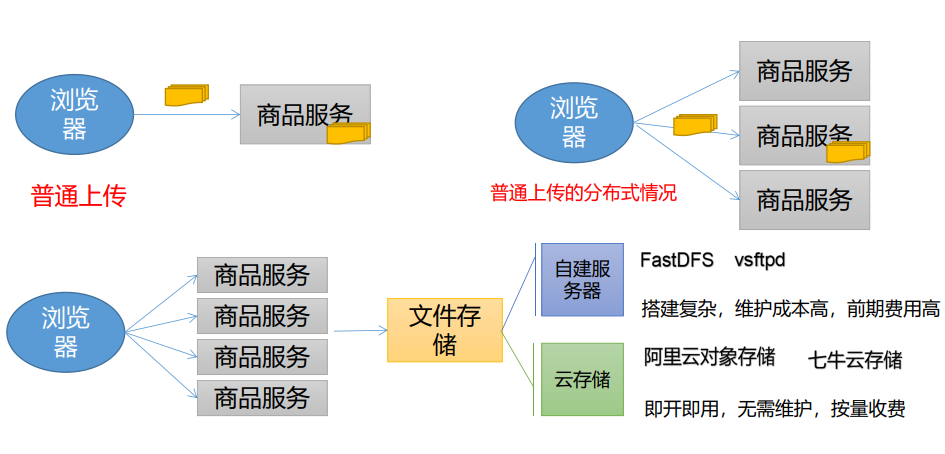 浏览
器
商品服务
普通上传
浏览
器
商品服务
商品服务
商品服务
普通上传的分布式情况
浏览
器
商品服务
商品服务
商品服务
商品服务
文件存
储
自建服
务器
FastDFS vsftpd
搭建复杂，维护成本高，前期费用高
云存储
阿里云对象存储 七牛云存储
即开即用，无需维护，按量收费